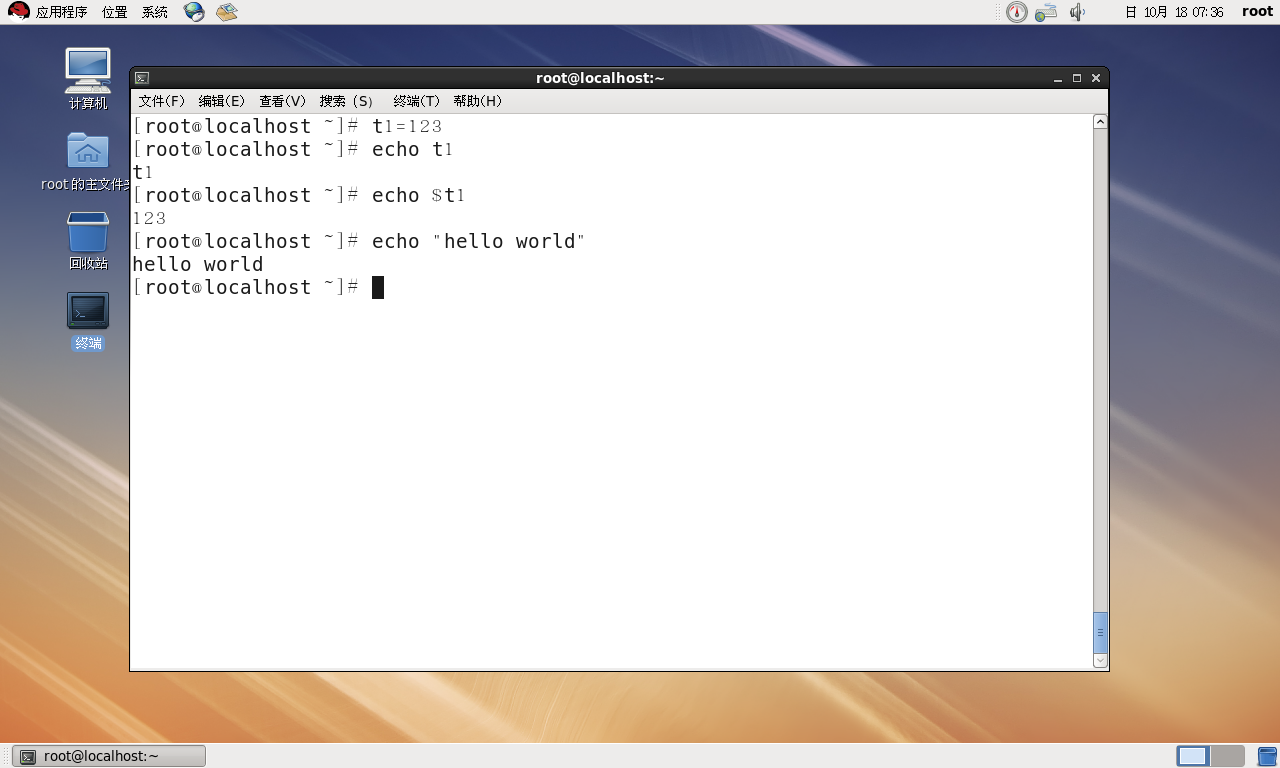 应用程序 位置 系统 日 10月 18 07:36 root
root@localhost:~
文件(F) 编辑(E) 查看(V) 搜索 (S) 终端(T) 帮助(H)
计算机
root 的主文件夹
回收站
终端
[root@localhost ~]# t1=123
[root@localhost ~]# echo t1
t1
[root@localhost ~]# echo $t1
123
[root@localhost ~]# echo "hello world"
hello world
[root@localhost ~]#
root@localhost:~